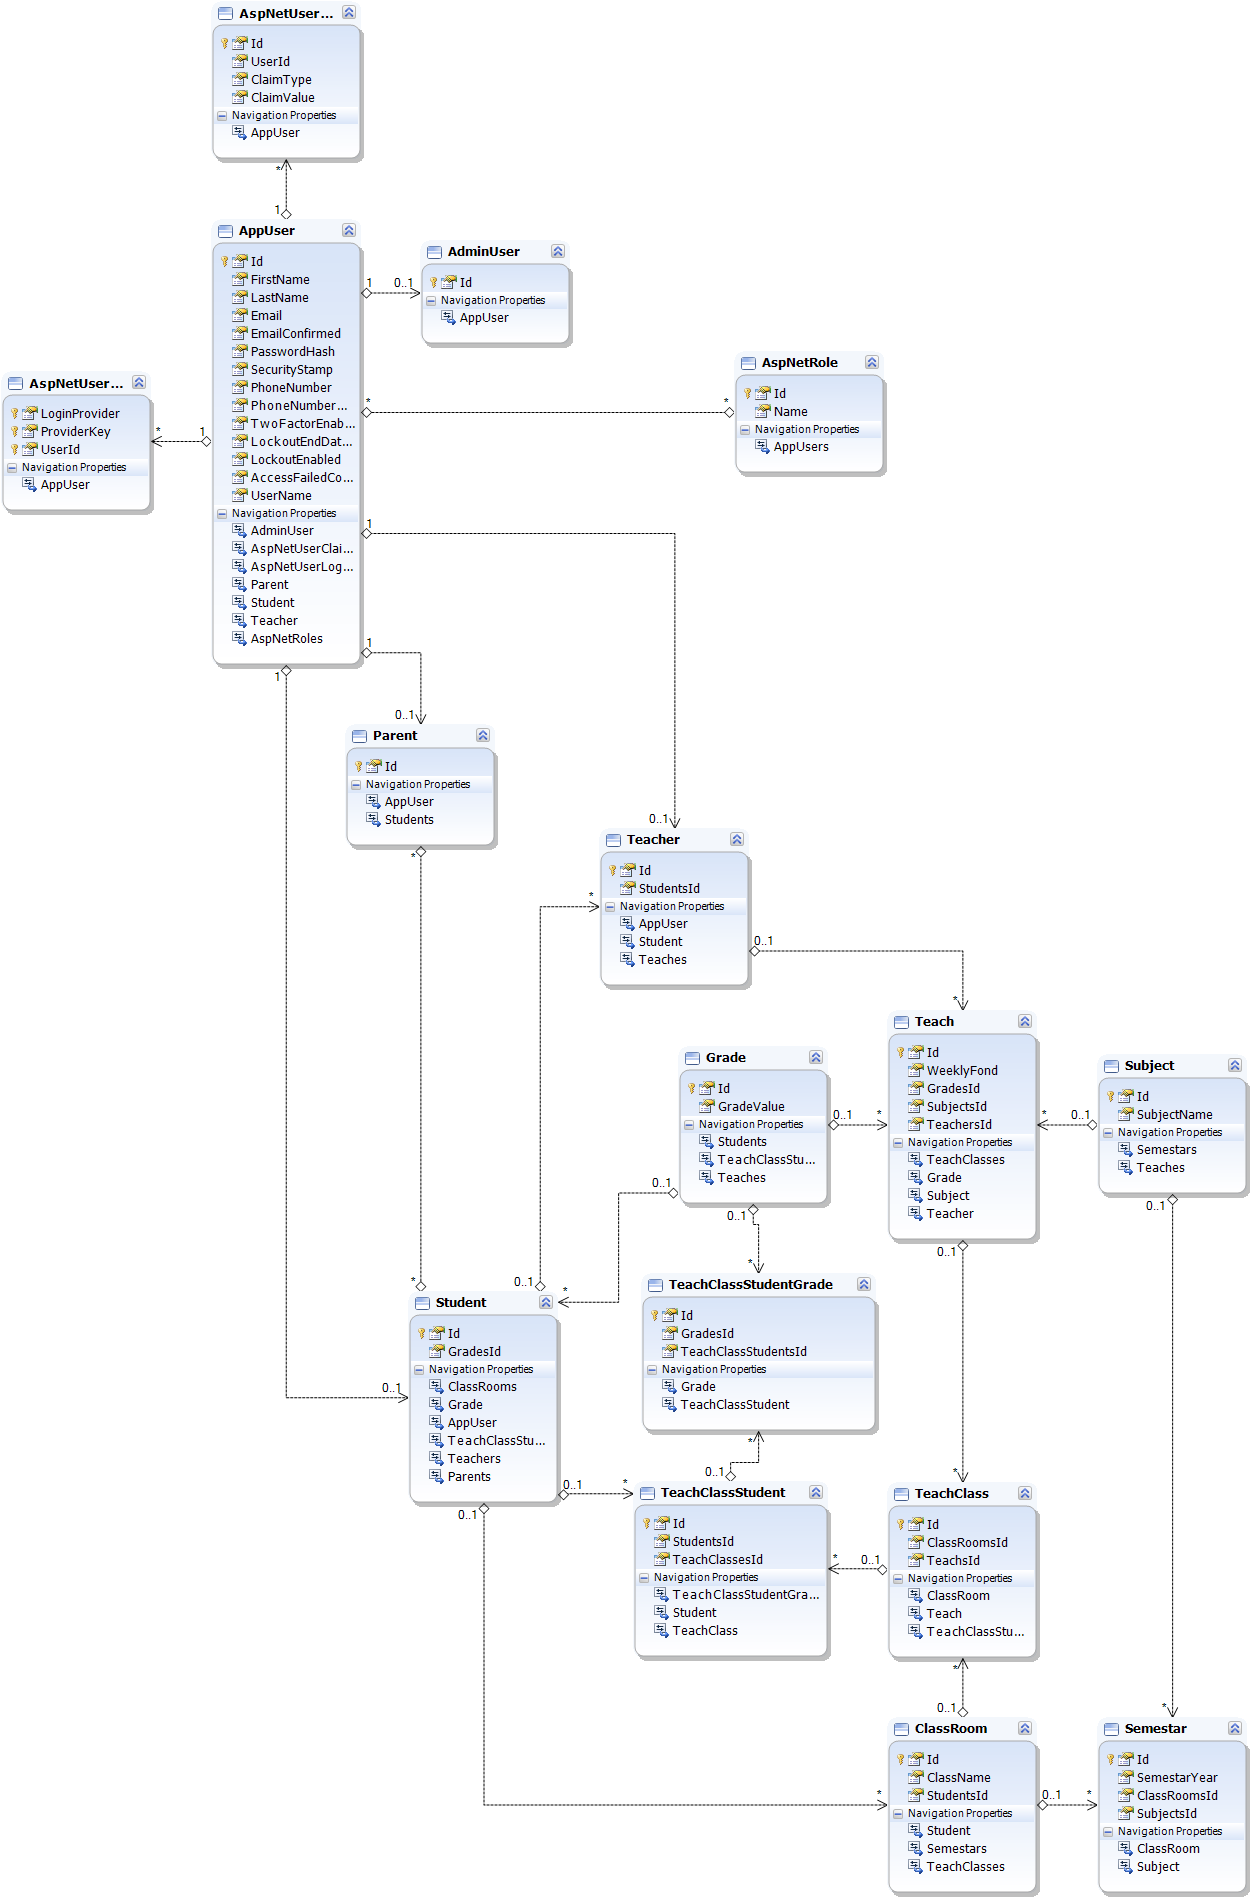 AspNetUser...
Id
UserId
ClaimType
ClaimValue
Navigation Properties
AppUser
*
1
AppUser
Id
FirstName
LastName
Email
EmailConfirmed
PasswordHash
SecurityStamp
PhoneNumber
PhoneNumber...
TwoFactorEnab...
LockoutEndDat...
LockoutEnabled
AccessFailedCo...
UserName
Navigation Properties
AdminUser
AspNetUserClai...
AspNetUserLog...
Parent
Student
Teacher
AspNetRoles
1
0..1
AdminUser
Id
Navigation Properties
AppUser
*
*
AspNetRole
Id
Name
Navigation Properties
AppUsers
AspNetUser...
LoginProvider
ProviderKey
UserId
Navigation Properties
AppUser
*
1
1
0..1
1
0..1
1
0..1
Parent
Id
Navigation Properties
AppUser
Students
*
*
Teacher
Id
StudentsId
Navigation Properties
AppUser
Student
Teaches
*
0..1
0..1
*
Teach
Id
WeeklyFond
GradesId
SubjectsId
TeachersId
Navigation Properties
TeachClasses
Grade
Subject
Teacher
Grade
Id
GradeValue
Navigation Properties
Students
TeachClassStu...
Teaches
0..1
*
Subject
Id
SubjectName
Navigation Properties
Semestars
Teaches
*
0..1
0..1
*
0..1
*
0..1
*
0..1
*
TeachClassStudentGrade
Id
GradesId
TeachClassStudentsId
Navigation Properties
Grade
TeachClassStudent
Student
Id
GradesId
Navigation Properties
ClassRooms
Grade
AppUser
TeachClassStu...
Teachers
Parents
0..1
*
*
0..1
0..1
*
TeachClassStudent
Id
StudentsId
TeachClassesId
Navigation Properties
TeachClassStudentGra...
Student
TeachClass
TeachClass
Id
ClassRoomsId
TeachsId
Navigation Properties
ClassRoom
Teach
TeachClassStu...
*
0..1
*
0..1
ClassRoom
Id
ClassName
StudentsId
Navigation Properties
Student
Semestars
TeachClasses
0..1
*
Semestar
Id
SemestarYear
ClassRoomsId
SubjectsId
Navigation Properties
ClassRoom
Subject